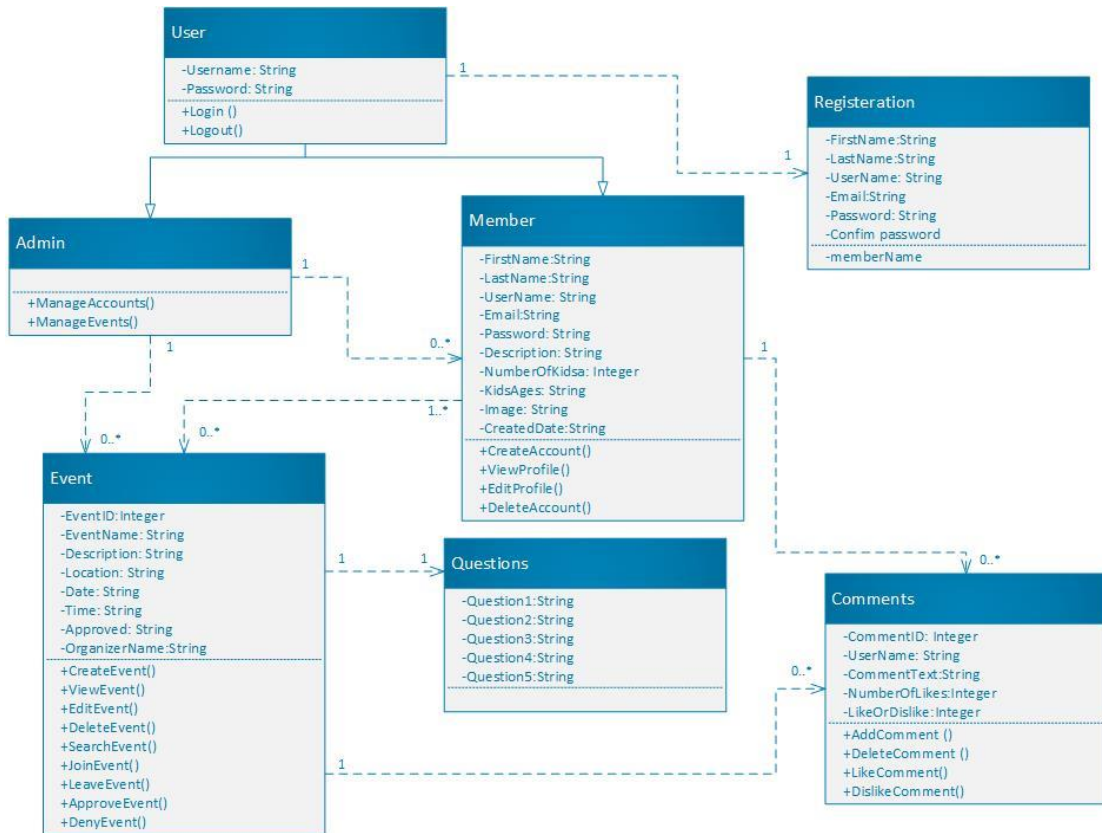 User
-Username: String
-Password: String
+Login ()
+Logout()
1
1
Registeration
-FirstName:String
-LastName:String
-UserName: String
-Email:String
-Password: String
-Confim password
-memberName
Admin
+ManageAccounts()
+ManageEvents()
1
0..*
1
0..*
Member
-FirstName:String
-LastName:String
-UserName: String
-Email:String
-Password: String
-Description: String
-NumberOfKidsa: Integer
-KidsAges: String
-Image: String
-CreatedDate:String
+CreateAccount()
+ViewProfile()
+EditProfile()
+DeleteAccount()
1..*
0..*
1
0..*
Event
-EventID:Integer
-EventName: String
-Description: String
-Location: String
-Date: String
-Time: String
-Approved: String
-OrganizerName:String
+CreateEvent()
+ViewEvent()
+EditEvent()
+DeleteEvent()
+SearchEvent()
+JoinEvent()
+LeaveEvent()
+ApproveEvent()
+DenyEvent()
1
1
Questions
-Question1:String
-Question2:String
-Question3:String
-Question4:String
-Question5:String
1
0..*
Comments
-CommentID: Integer
-UserName: String
-CommentText:String
-NumberOfLikes:Integer
-LikeOrDislike:Integer
+AddComment ()
+DeleteComment ()
+LikeComment()
+DislikeComment()